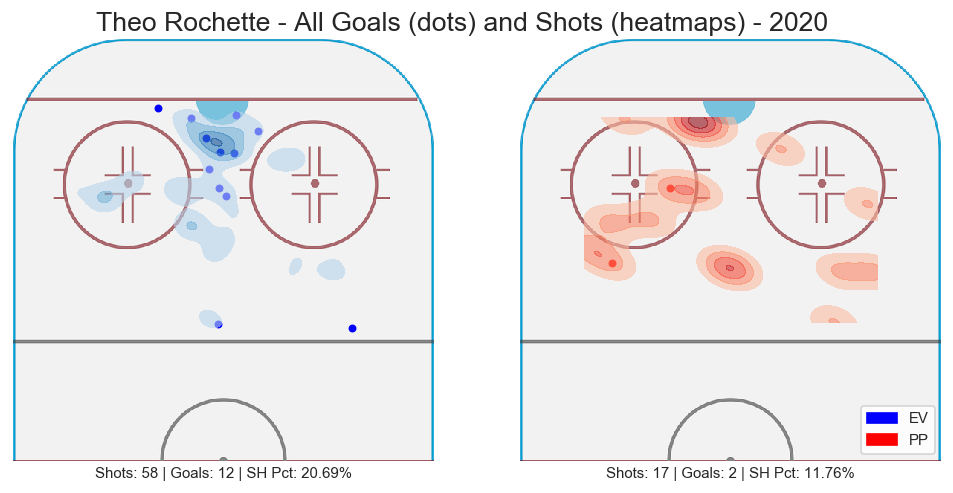 Theo Rochette - All Goals (dots) and Shots (heatmaps) - 2020
EV
PP
Shots: 58 | Goals: 12 | SH Pct: 20.69%
Shots: 17 | Goals: 2 | SH Pct: 11.76%